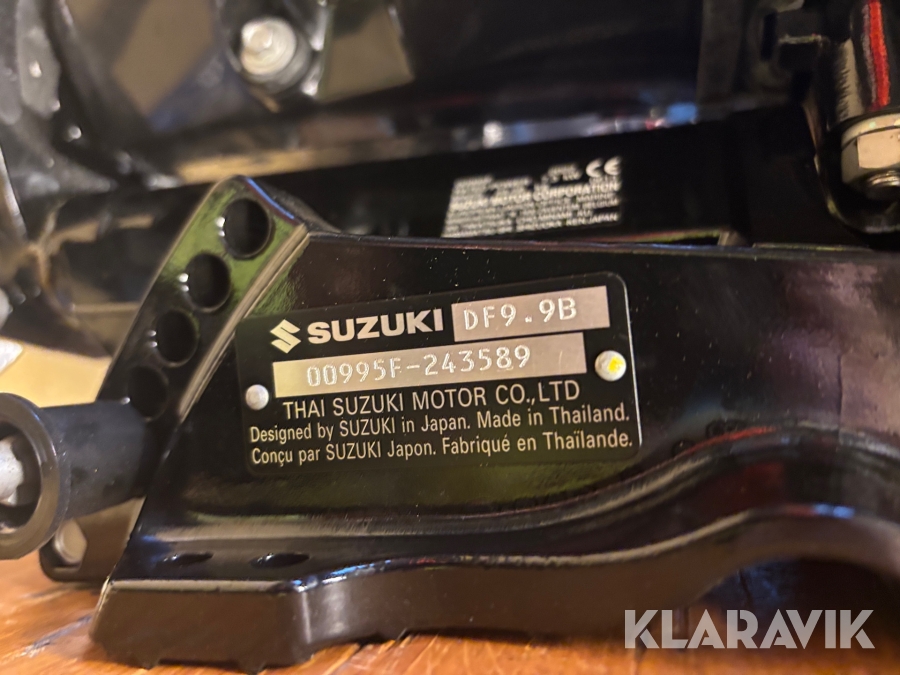 CE
SUZUKI MOTOR CORPORATION
SUZUKI DF9.9B
00995F-243589
THAI SUZUKI MOTOR CO.,LTD
Designed by SUZUKI in Japan. Made in Thailand.
Conçu par SUZUKI Japon. Fabriqué en Thaïlande.
KLARAVIK